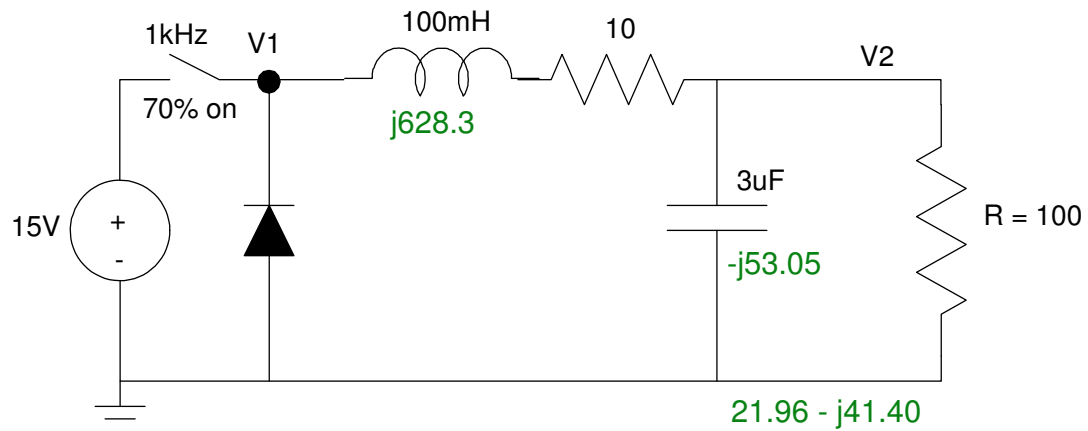 100mH
10
1kHz
V1
V2
70% on
j628.3
3uF
15V
+
-
R = 100
-j53.05
21.96 - j41.40